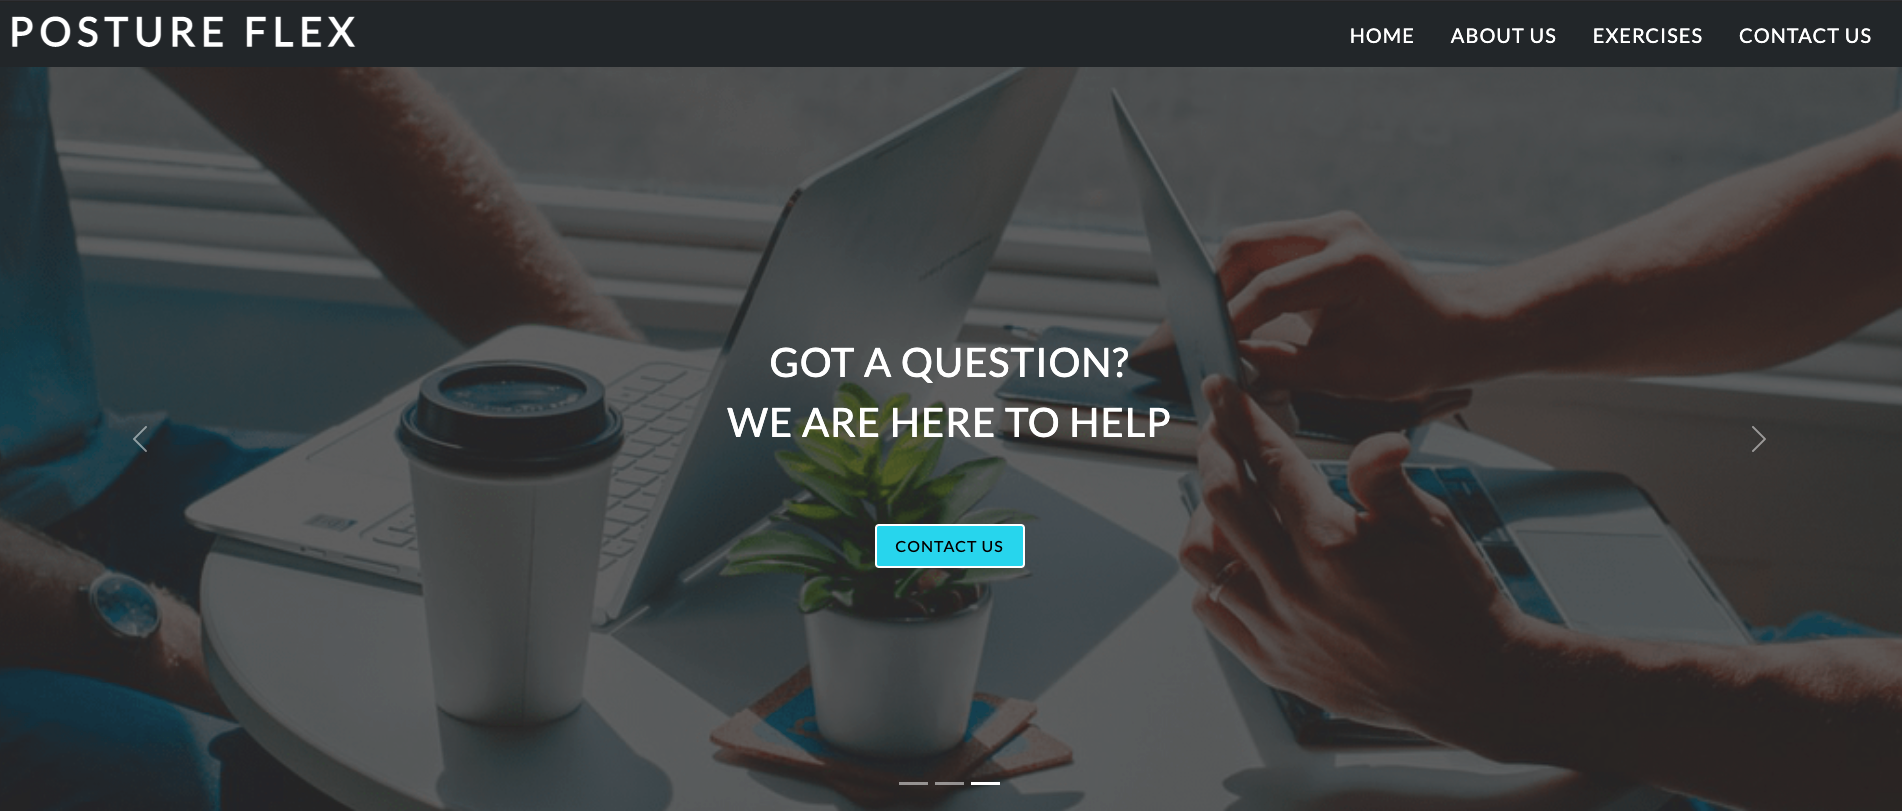 POSTURE FLEX
HOME
ABOUT US
EXERCISES
CONTACT US
GOT A QUESTION?
WE ARE HERE TO HELP
CONTACT US